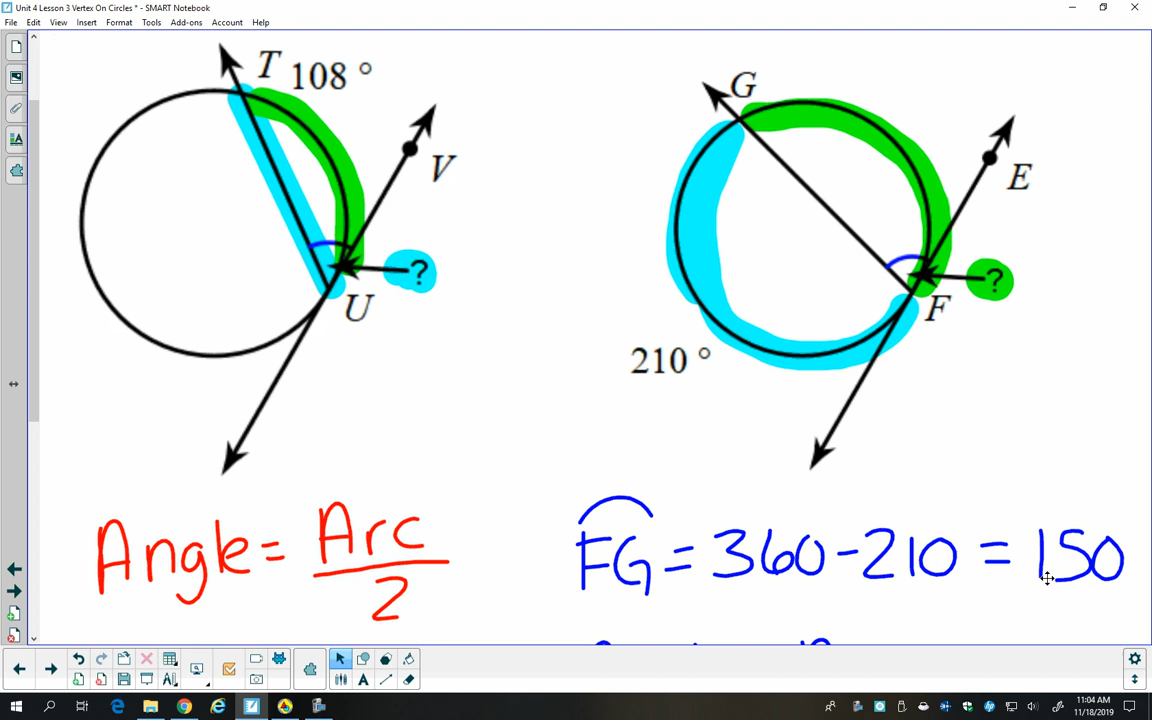 Unit 4 Lesson 3 Vertex On Circles * - SMART Notebook
File Edit View Insert Format Tools Add-ons Account Help
T 108 °
V
?
U
G
E
?
F
210 °
Angle = Arc
2
FG = 360 - 210 = 150
11:04 AM
11/18/2019